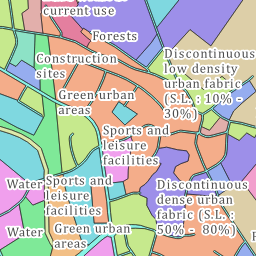 current use
Forests
Construction
sites
Discontinuous
low density
urban fabric
(S.L. : 10% -
30%)
Green urban
areas
Sports and
leisure
facilities
Water
Sports and
leisure
facilities
Discontinuous
dense urban
fabric (S.L. :
50% - 80%)
Water
Green urban
areas